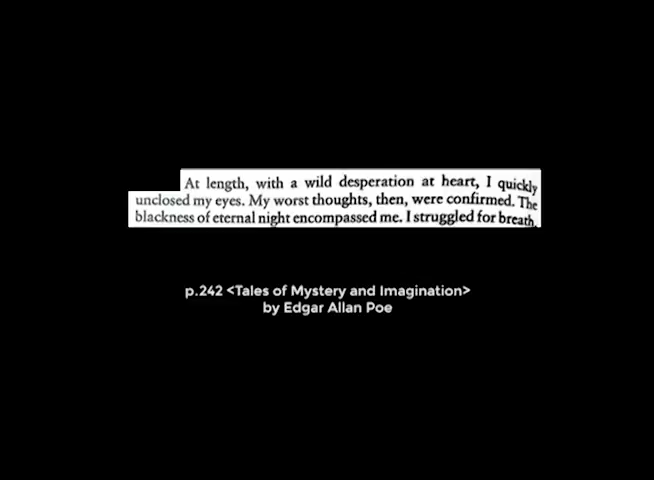 At length, with a wild desperation at heart, I quickly
unclosed my eyes. My worst thoughts, then, were confirmed. The
blackness of eternal night encompassed me. I struggled for breath.
p.242 <Tales of Mystery and Imagination>
by Edgar Allan Poe